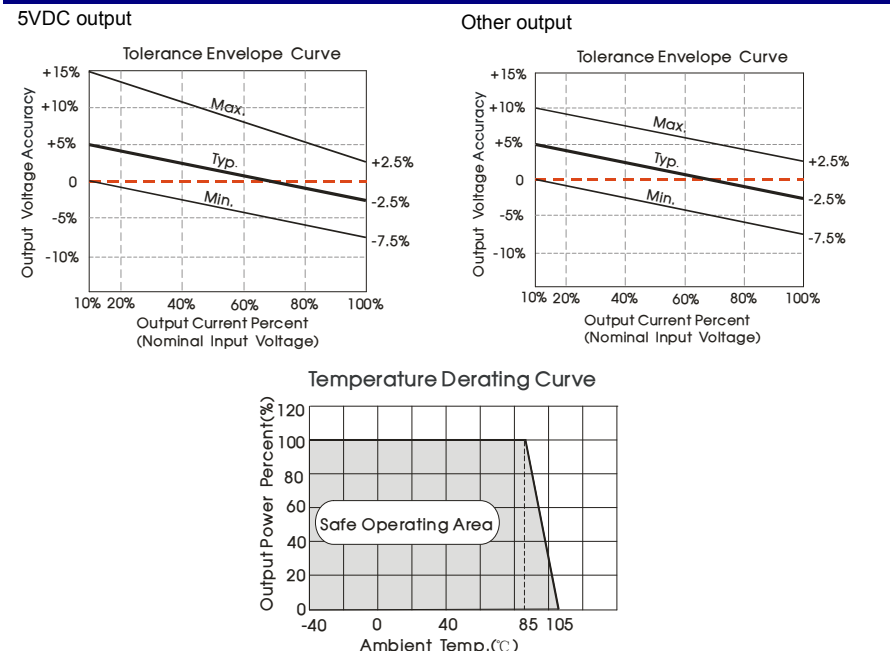 5VDC output
Other output
Tolerance Envelope Curve
+15%
+10%
+5%
0
-5%
-10%
Output Voltage Accuracy
Max.
Typ.
Min.
+2.5%
-2.5%
-7.5%
10% 20% 40% 60% 80% 100%
Output Current Percent
(Nominal Input Voltage)
Tolerance Envelope Curve
+15%
+10%
+5%
0
-5%
-10%
Output Voltage Accuracy
Max.
Typ.
Min.
+2.5%
-2.5%
-7.5%
10% 20% 40% 60% 80% 100%
Output Current Percent
(Nominal Input Voltage)
Temperature Derating Curve
Output Power Percent(%)
120
100
80
60
40
20
0
Safe Operating Area
-40 0 40 85 105
Ambient Temp.(℃)